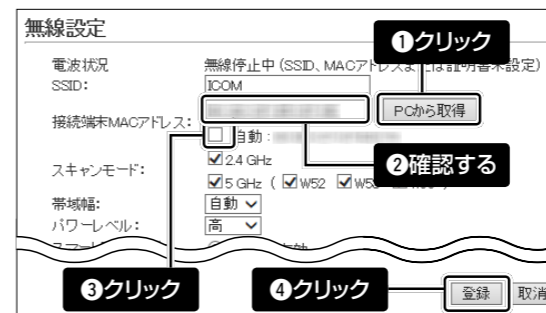 無線設定
❶クリック
電波状況 無線停止中 (SSID、MACアドレスまたは証明書未設定)
SSID: ICOM
接続端末MACアドレス: PCから取得
自動:
❷確認する
スキャンモード: 2.4 GHz
5 GHz ( W52 W53
帯域幅: 自動
パワーレベル: 高
❸クリック
❹クリック
登録 取消